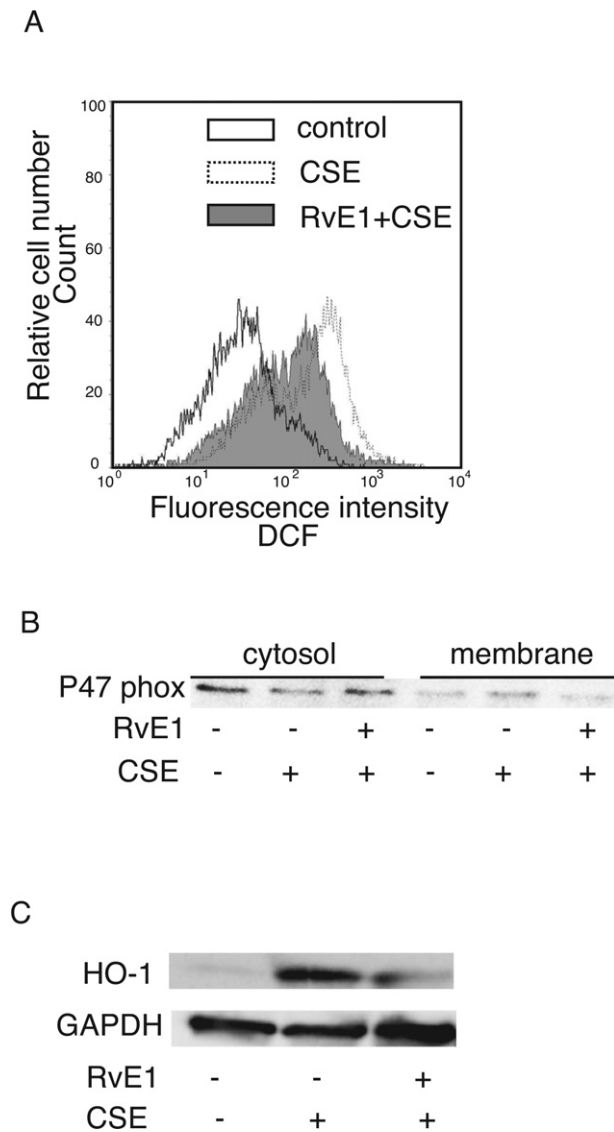 A
100
80
60
40
20
0
Relative cell number
Count
control
CSE
RvE1+CSE
10^0 10^1 10^2 10^3 10^4
Fluorescence intensity
DCF
B
cytosol membrane
P47 phox
RvE1 - - + - - +
CSE - + + - + +
C
HO-1
GAPDH
RvE1 - - +
CSE - + +